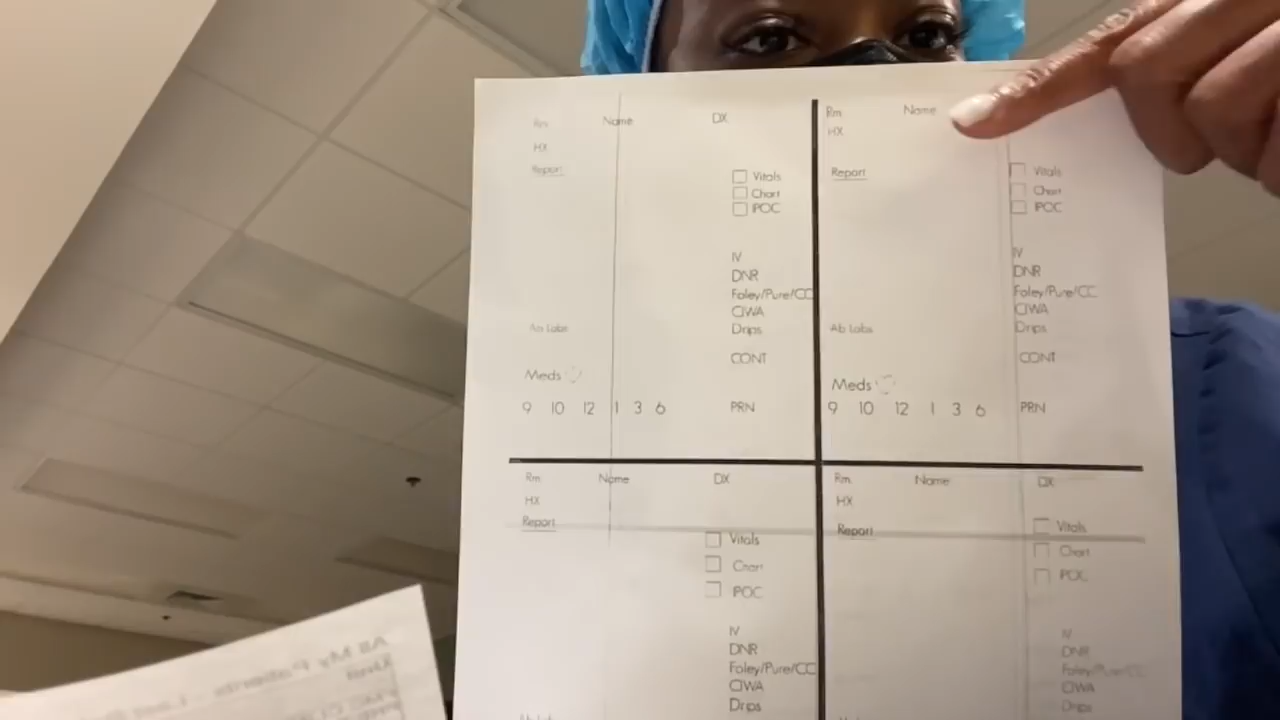 Rm Name DX
HX
Report
Vitals
Chart
IPOC
IV
DNR
Foley/Pure/CC
CIWA
Drips
Ab Labs
CONT
Meds
9 10 12 1 3 6 PRN
Rm Name
HX
Report
Vitals
Chart
IPOC
IV
DNR
Foley/Pure/CC
CIWA
Drips
Ab Labs
CONT
Meds
9 10 12 1 3 6 PRN
Rm Name DX
HX
Report
Vitals
Chart
IPOC
IV
DNR
Foley/Pure/CC
CIWA
Drips
Rm Name DX
HX
Report
Vitals
Chart
IPOC
IV
DNR
Foley/Pure/CC
CIWA
Drips
All My Patients